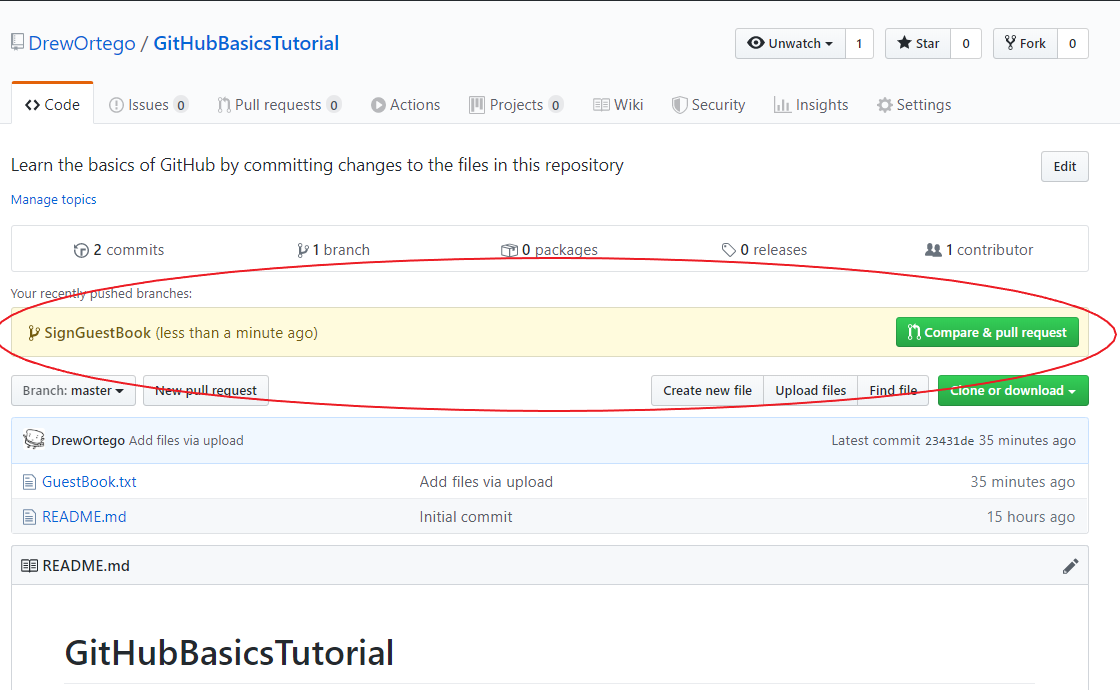 DrewOrtego / GitHubBasicsTutorial
Unwatch 1 Star 0 Fork 0
Code Issues 0 Pull requests 0 Actions Projects 0 Wiki Security Insights Settings
Learn the basics of GitHub by committing changes to the files in this repository Edit
Manage topics
2 commits 1 branch 0 packages 0 releases 1 contributor
Your recently pushed branches:
SignGuestBook (less than a minute ago) Compare & pull request
Branch: master New pull request Create new file Upload files Find file Clone or download
DrewOrtego Add files via upload Latest commit 23431de 35 minutes ago
GuestBook.txt Add files via upload 35 minutes ago
README.md Initial commit 15 hours ago
README.md
GitHubBasicsTutorial